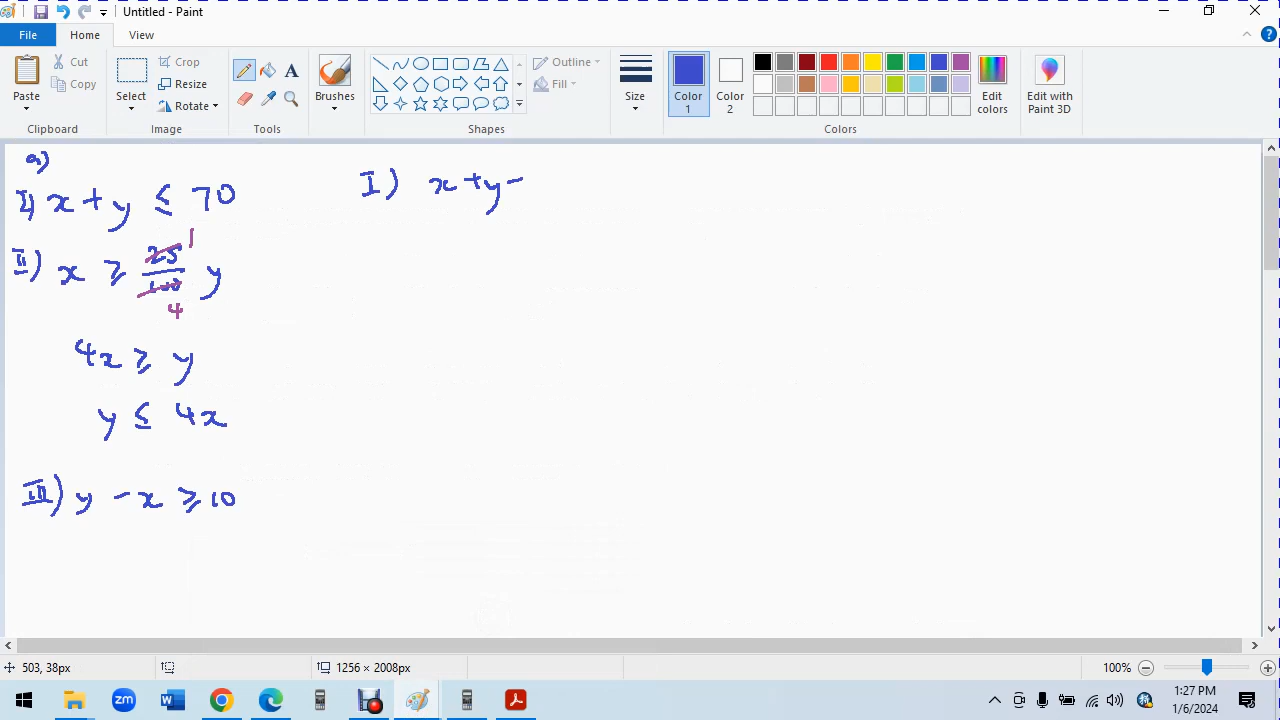 Untitled - Paint
File Home View
Paste Cut Copy Clipboard
Select Crop Resize Rotate Image
A Tools
Brushes
Outline Fill Shapes
Size
Color 1 Color 2 Edit colors Colors
Edit with Paint 3D
a)
I) x + y ≤ 70
II) x ≥ 25/100 y
1
4
4x ≥ y
y ≤ 4x
III) y - x ≥ 10
I) x + y -
503, 38px 1256 × 2008px 100%
zm W
1:27 PM
1/6/2024